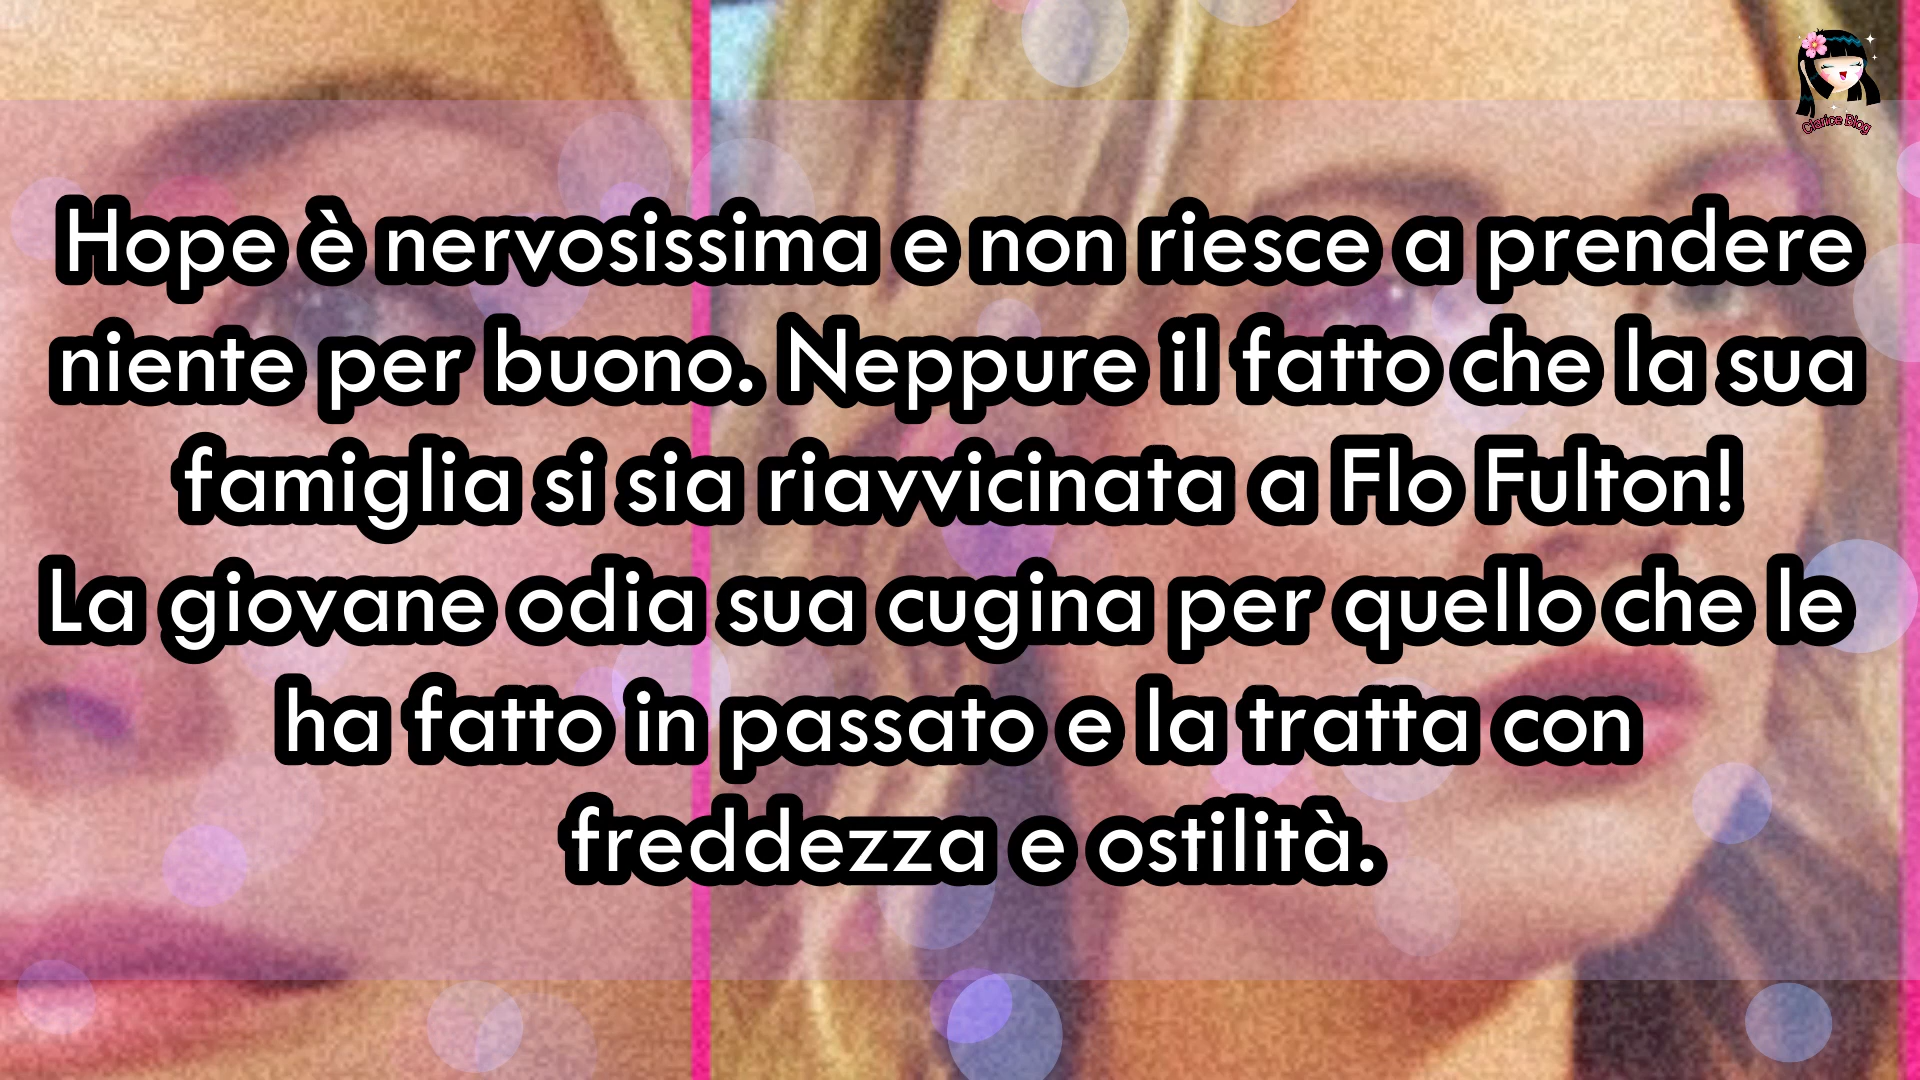 Clarice Blog
Hope è nervosissima e non riesce a prendere
niente per buono. Neppure il fatto che la sua
famiglia si sia riavvicinata a Flo Fulton!
La giovane odia sua cugina per quello che le
ha fatto in passato e la tratta con
freddezza e ostilità.